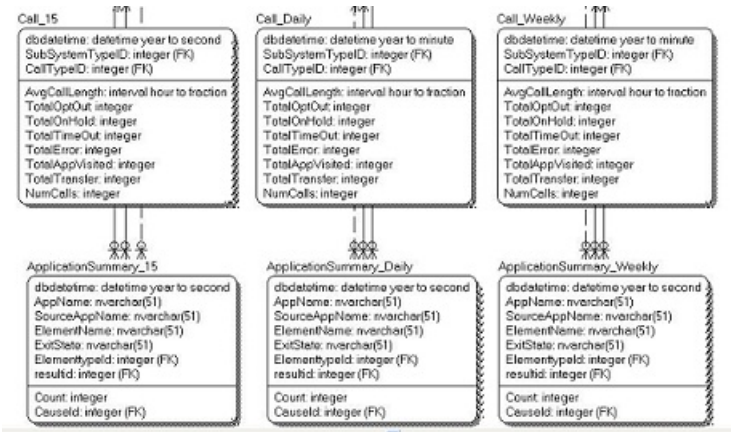 Call_15
dbdatetime: datetime year to second
SubSystemTypeID: integer (FK)
CallTypeID: integer (FK)
AvgCallLength: interval hour to fraction
TotalOptOut: integer
TotalOnHold: integer
TotalTimeOut: integer
TotalError: integer
TotalAppVisited: integer
TotalTransfer: integer
NumCalls: integer
Call_Daily
dbdatetime: datetime year to minute
SubSystemTypeID: integer (FK)
CallTypeID: integer (FK)
AvgCallLength: interval hour to fraction
TotalOptOut: integer
TotalOnHold: integer
TotalTimeOut: integer
TotalError: integer
TotalAppVisited: integer
TotalTransfer: integer
NumCalls: integer
Call_Weekly
dbdatetime: datetime year to minute
SubSystemTypeID: integer (FK)
CallTypeID: integer (FK)
AvgCallLength: interval hour to fraction
TotalOptOut: integer
TotalOnHold: integer
TotalTimeOut: integer
TotalError: integer
TotalAppVisited: integer
TotalTransfer: integer
NumCalls: integer
ApplicationSummary_15
dbdatetime: datetime year to second
AppName: nvarchar(51)
SourceAppName: nvarchar(51)
ElementName: nvarchar(51)
ExitState: nvarchar(51)
ElementtypeId: integer (FK)
resultid: integer (FK)
Count: integer
CauseId: integer (FK)
ApplicationSummary_Daily
dbdatetime: datetime year to second
AppName: nvarchar(51)
SourceAppName: nvarchar(51)
ElementName: nvarchar(51)
ExitState: nvarchar(51)
ElementtypeId: integer (FK)
resultid: integer (FK)
Count: integer
CauseId: integer (FK)
ApplicationSummary_Weekly
dbdatetime: datetime year to second
AppName: nvarchar(51)
SourceAppName: nvarchar(51)
ElementName: nvarchar(51)
ExitState: nvarchar(51)
ElementtypeId: integer (FK)
resultid: integer (FK)
Count: integer
CauseId: integer (FK)